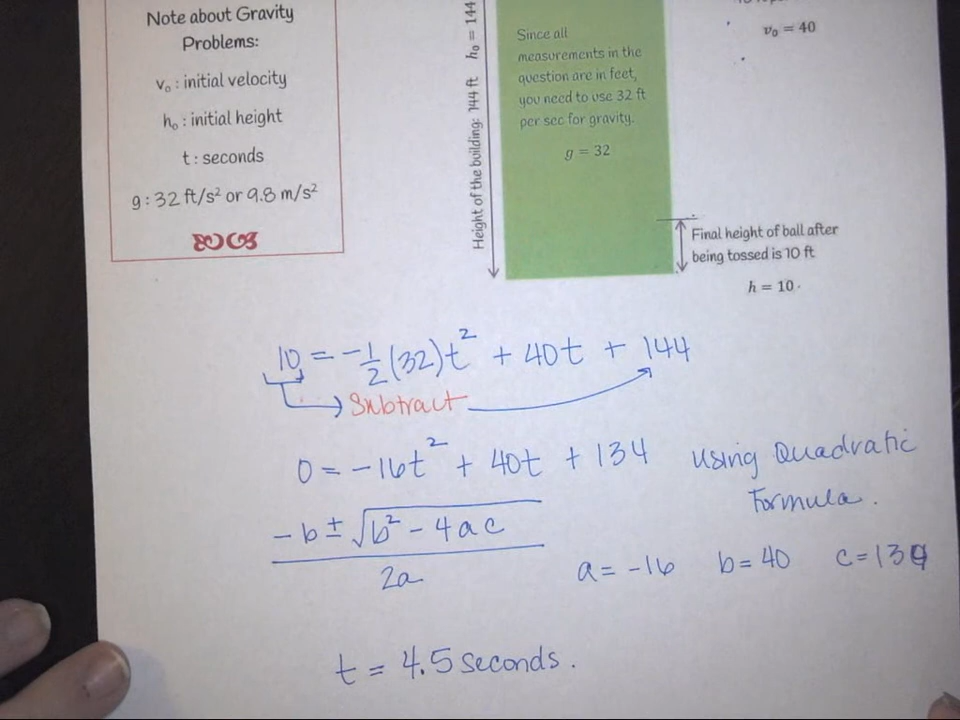 Note about Gravity
Problems:
v₀ : initial velocity
h₀ : initial height
t : seconds
g : 32 ft/s² or 9.8 m/s²
Height of the building: 144 ft h₀ = 144
Since all
measurements in the
question are in feet,
you need to use 32 ft
per sec for gravity.
g = 32
v₀ = 40
Final height of ball after
being tossed is 10 ft
h = 10
10 = -½(32)t² + 40t + 144
Subtract
0 = -16t² + 40t + 134 using Quadratic
Formula.
-b ± √b² - 4ac
2a
a = -16 b = 40 c = 134
t = 4.5 seconds.